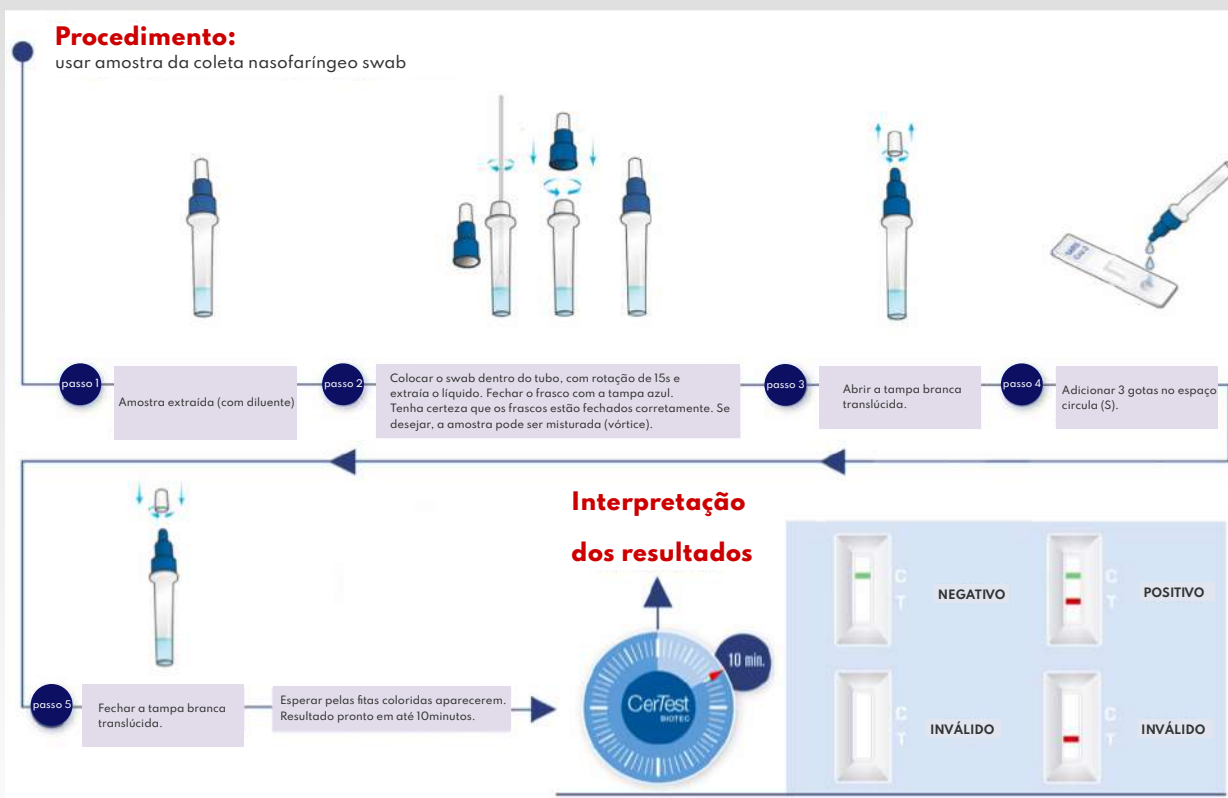 Procedimento:
usar amostra da coleta nasofaríngeo swab
passo 1
Amostra extraída (com diluente)
passo 2
Colocar o swab dentro do tubo, com rotação de 15s e
extraía o líquido. Fechar o frasco com a tampa azul.
Tenha certeza que os frascos estão fechados corretamente. Se
desejar, a amostra pode ser misturada (vórtice).
passo 3
Abrir a tampa branca
translúcida.
passo 4
Adicionar 3 gotas no espaço
circula (S).
passo 5
Fechar a tampa branca
translúcida.
Esperar pelas fitas coloridas aparecerem.
Resultado pronto em até 10minutos.
Interpretação
dos resultados
10 min.
CerTest
BIOTEC
C
T
NEGATIVO
C
T
POSITIVO
C
T
INVÁLIDO
C
T
INVÁLIDO